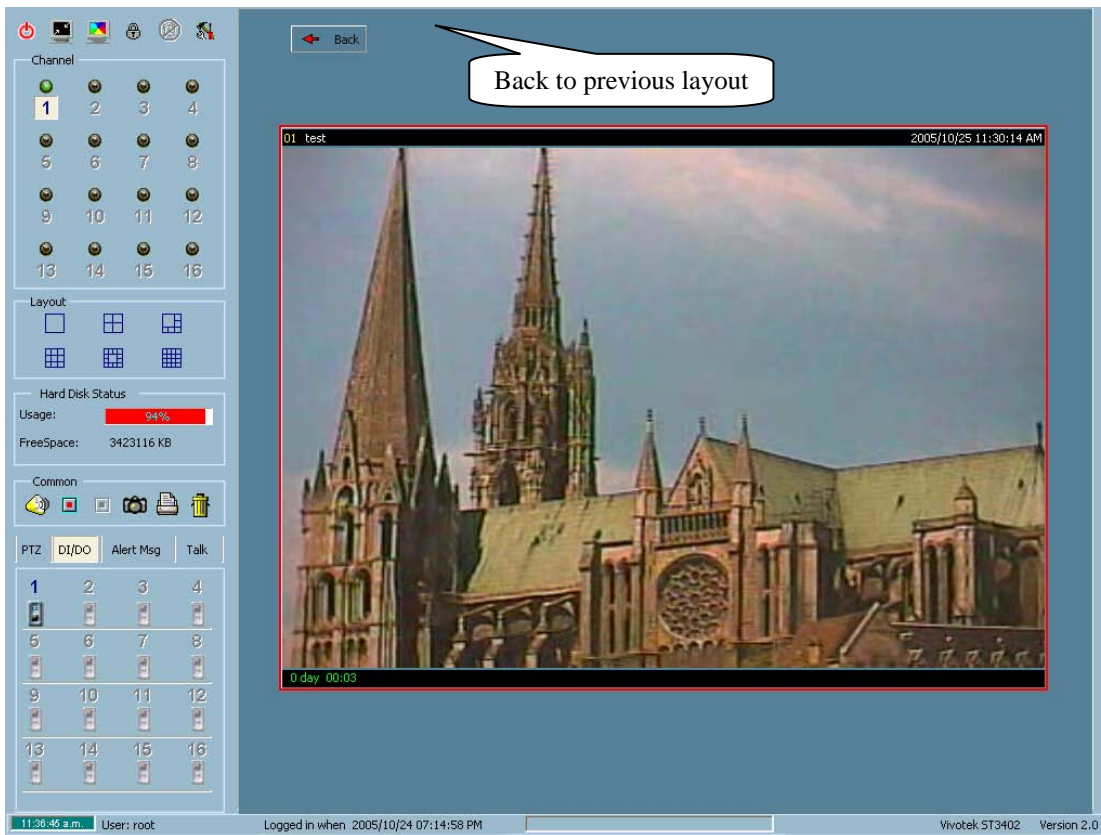 Back
Back to previous layout
Channel
1 2 3 4
5 6 7 8
9 10 11 12
13 14 15 16
01 test 2005/10/25 11:30:14 AM
0 day 00:03
Layout
Hard Disk Status
Usage: 94%
FreeSpace: 3423116 KB
Common
PTZ DI/DO Alert Msg Talk
1 2 3 4
5 6 7 8
9 10 11 12
13 14 15 16
11:36:45 a.m. User: root Logged in when 2005/10/24 07:14:58 PM Vivotek ST3402 Version 2.0